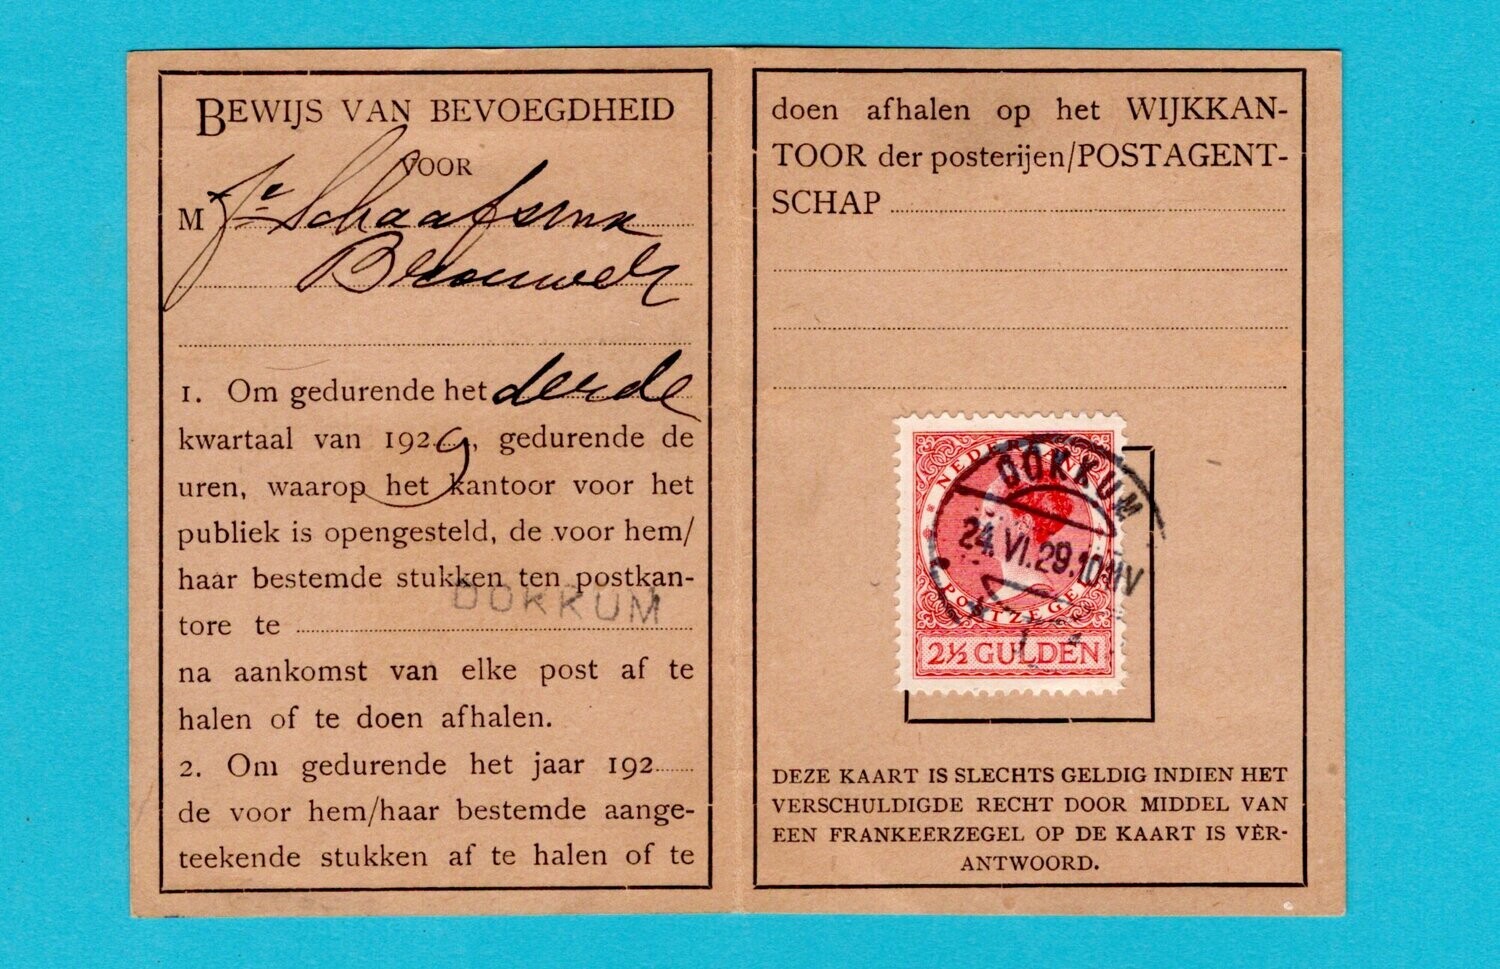 BEWIJS VAN BEVOEGDHEID
VOOR
M Schaafsma
Brouwer
1. Om gedurende het derde
kwartaal van 1929, gedurende de
uren, waarop het kantoor voor het
publiek is opengesteld, de voor hem/
haar bestemde stukken ten postkan-
tore te DOKKUM
na aankomst van elke post af te
halen of te doen afhalen.
2. Om gedurende het jaar 192
de voor hem/haar bestemde aange-
teekende stukken af te halen of te
doen afhalen op het WIJKKAN-
TOOR der posterijen/POSTAGENT-
SCHAP
NEDERLAND
DOKKUM
24.VI.29.10 NV
POSTZEGEL
2½ GULDEN
DEZE KAART IS SLECHTS GELDIG INDIEN HET
VERSCHULDIGDE RECHT DOOR MIDDEL VAN
EEN FRANKEERZEGEL OP DE KAART IS VER-
ANTWOORD.